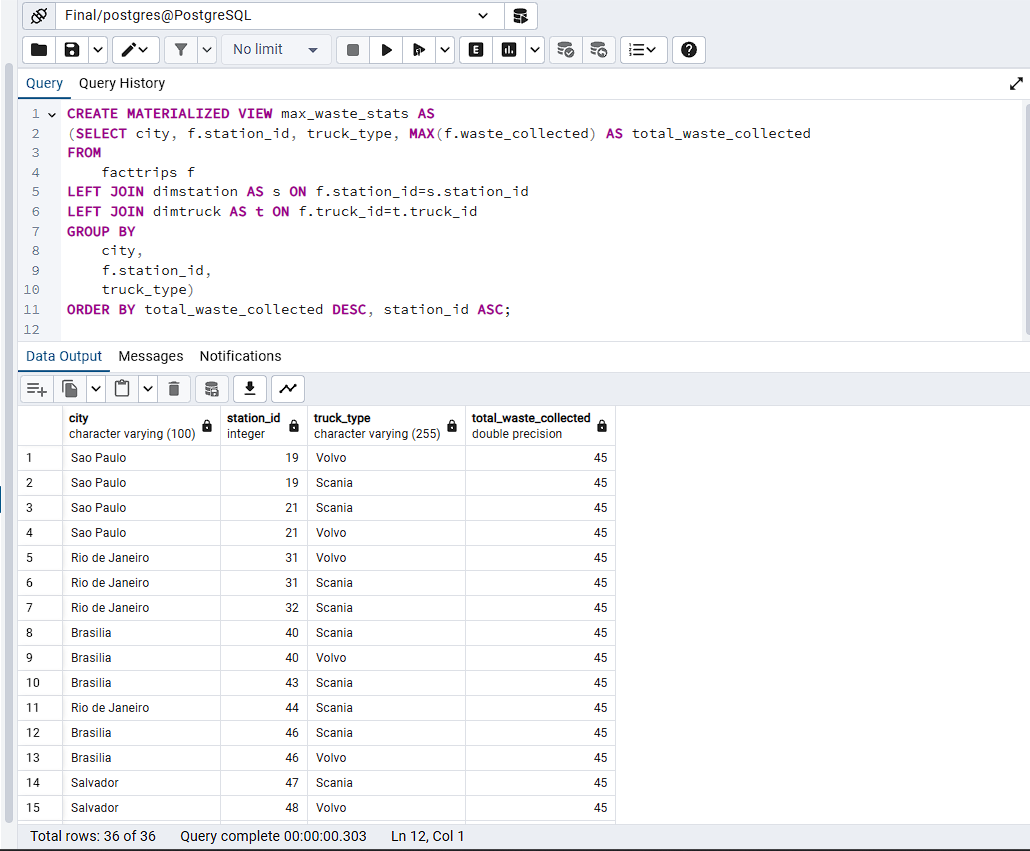 Final/postgres@PostgreSQL
No limit
E
Query Query History
1 CREATE MATERIALIZED VIEW max_waste_stats AS
2 (SELECT city, f.station_id, truck_type, MAX(f.waste_collected) AS total_waste_collected
3 FROM
4 facttrips f
5 LEFT JOIN dimstation AS s ON f.station_id=s.station_id
6 LEFT JOIN dimtruck AS t ON f.truck_id=t.truck_id
7 GROUP BY
8 city,
9 f.station_id,
10 truck_type)
11 ORDER BY total_waste_collected DESC, station_id ASC;
12
Data Output Messages Notifications
city station_id truck_type total_waste_collected
character varying (100) integer character varying (255) double precision
1 Sao Paulo 19 Volvo 45
2 Sao Paulo 19 Scania 45
3 Sao Paulo 21 Scania 45
4 Sao Paulo 21 Volvo 45
5 Rio de Janeiro 31 Volvo 45
6 Rio de Janeiro 31 Scania 45
7 Rio de Janeiro 32 Scania 45
8 Brasilia 40 Scania 45
9 Brasilia 40 Volvo 45
10 Brasilia 43 Scania 45
11 Rio de Janeiro 44 Scania 45
12 Brasilia 46 Scania 45
13 Brasilia 46 Volvo 45
14 Salvador 47 Scania 45
15 Salvador 48 Volvo 45
Total rows: 36 of 36 Query complete 00:00:00.303 Ln 12, Col 1